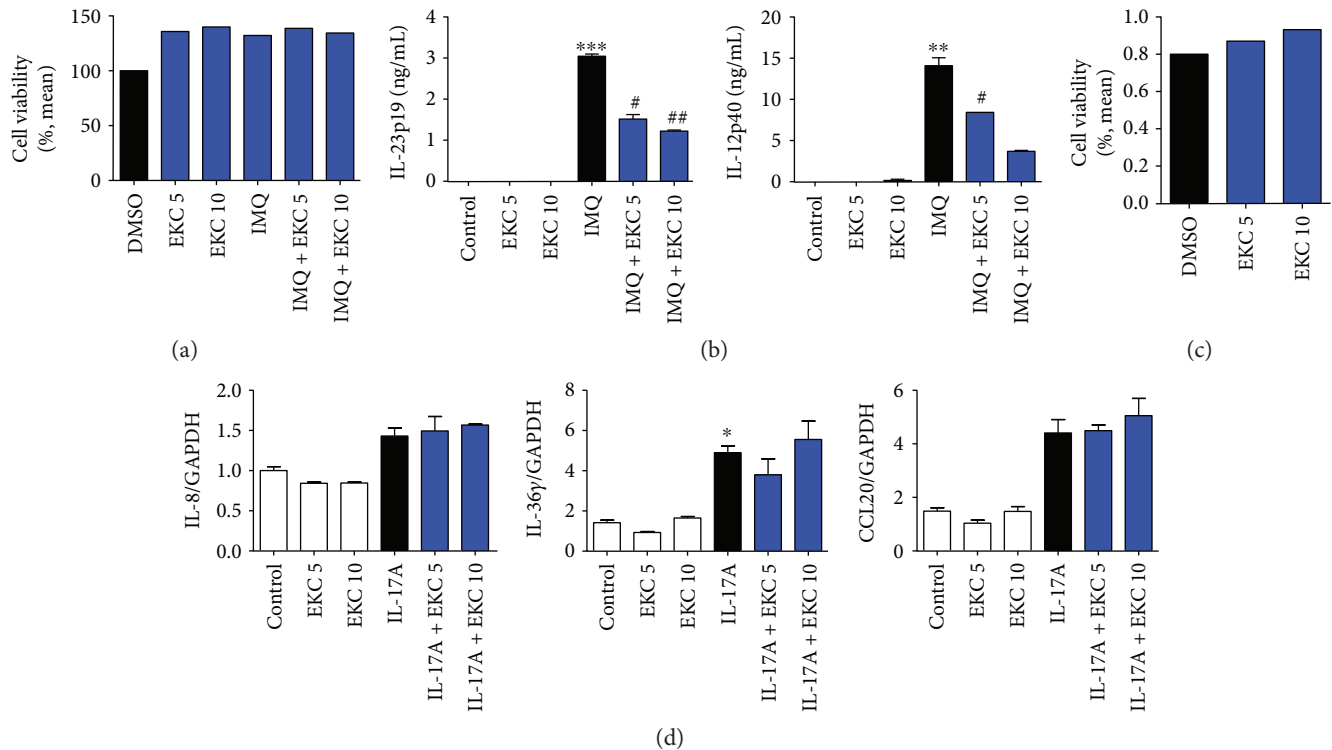 Cell viability
(%, mean)
150
100
50
0
DMSO
EKC 5
EKC 10
IMQ
IMQ + EKC 5
IMQ + EKC 10
(a)
IL-23p19 (ng/mL)
4
3
2
1
0
***
#
##
Control
EKC 5
EKC 10
IMQ
IMQ + EKC 5
IMQ + EKC 10
IL-12p40 (ng/mL)
20
15
10
5
0
**
#
Control
EKC 5
EKC 10
IMQ
IMQ + EKC 5
IMQ + EKC 10
(b)
Cell viability
(%, mean)
1.0
0.8
0.6
0.4
0.2
0.0
DMSO
EKC 5
EKC 10
(c)
IL-8/GAPDH
2.0
1.5
1.0
0.5
0.0
Control
EKC 5
EKC 10
IL-17A
IL-17A + EKC 5
IL-17A + EKC 10
IL-36γ/GAPDH
8
6
4
2
0
*
Control
EKC 5
EKC 10
IL-17A
IL-17A + EKC 5
IL-17A + EKC 10
CCL20/GAPDH
6
4
2
0
Control
EKC 5
EKC 10
IL-17A
IL-17A + EKC 5
IL-17A + EKC 10
(d)